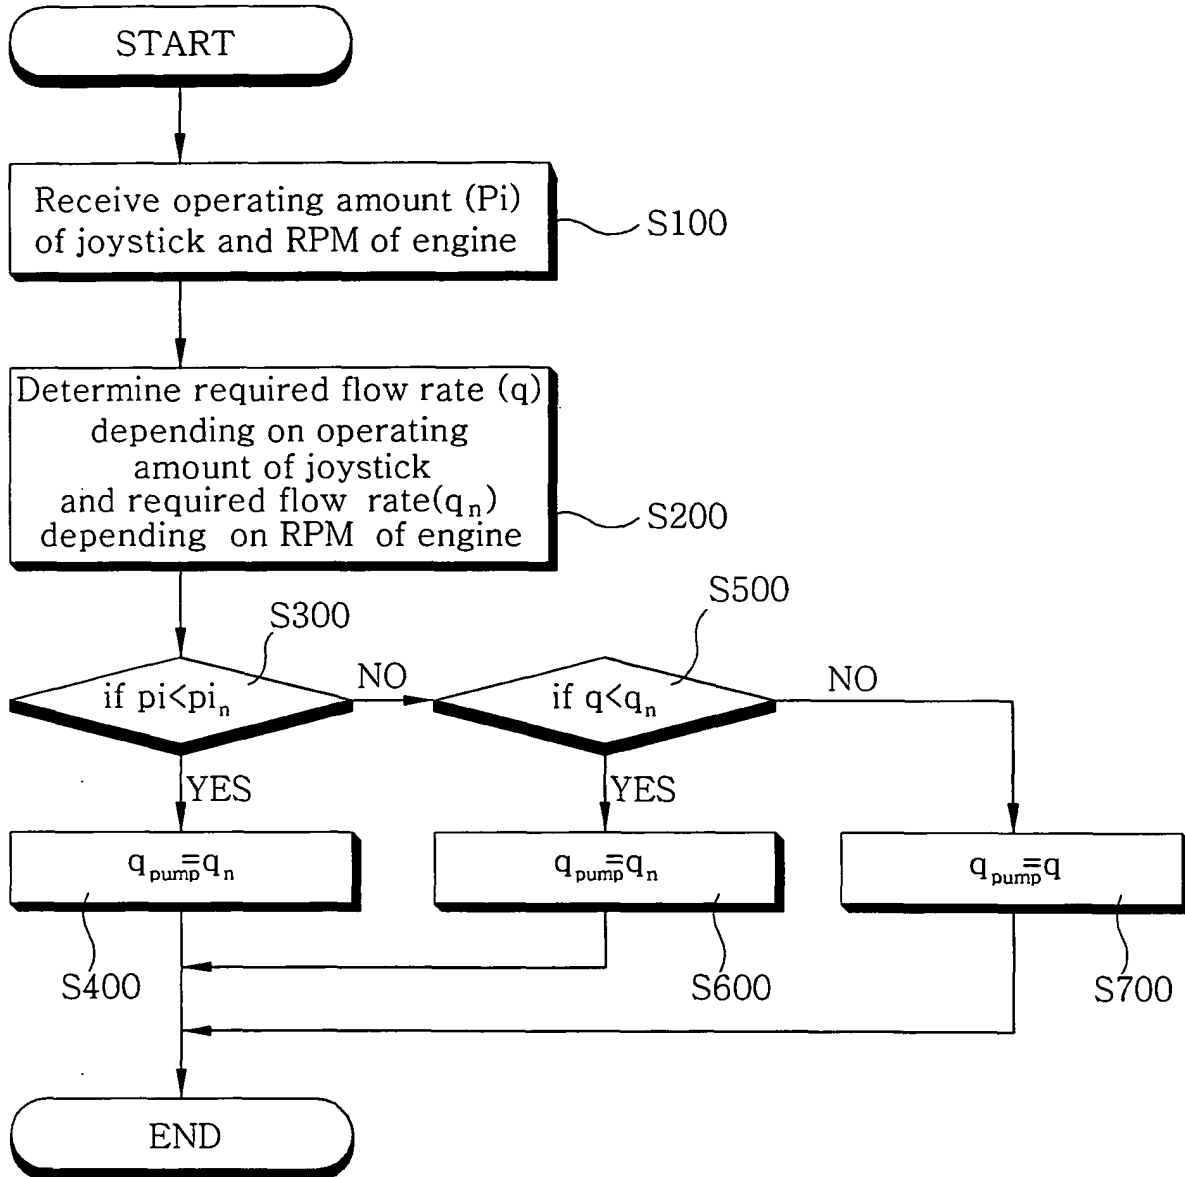 START
Receive operating amount (Pi)
of joystick and RPM of engine
S100
Determine required flow rate (q)
depending on operating
amount of joystick
and required flow rate(qn)
depending on RPM of engine
S200
S300
S500
if pi<pin
NO
if q<qn
NO
YES
YES
qpump=qn
qpump=qn
qpump=q
S400
S600
S700
END